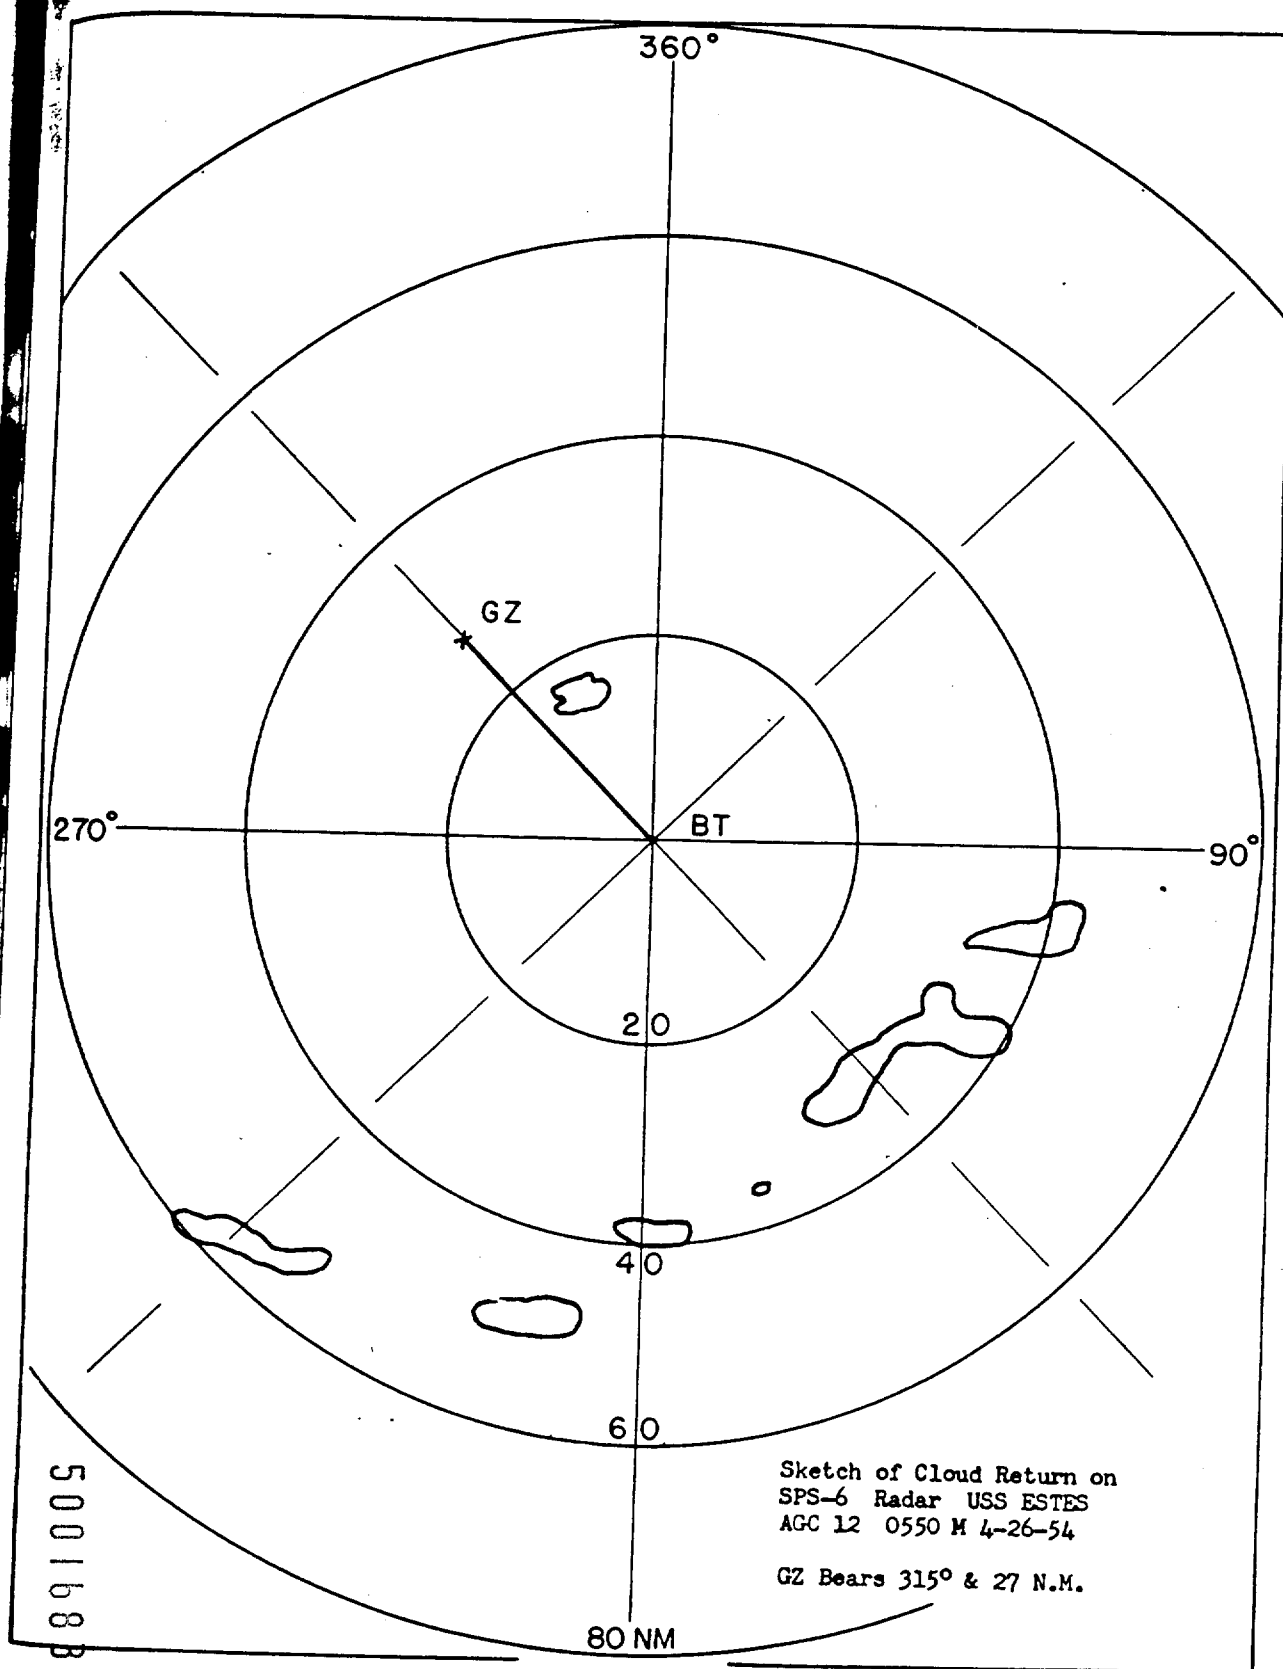 360°
GZ
BT
270°
90°
20
40
60
80 NM
Sketch of Cloud Return on
SPS-6 Radar USS ESTES
AGC 12 0550 M 4-26-54
GZ Bears 315° & 27 N.M.